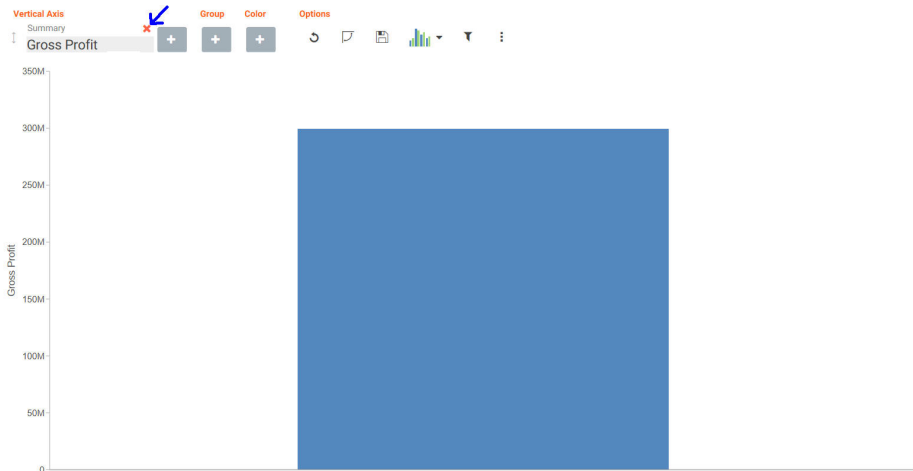 Vertical Axis Group Color Options
Summary
Gross Profit
350M
300M
250M
200M
150M
100M
50M
0
Gross Profit